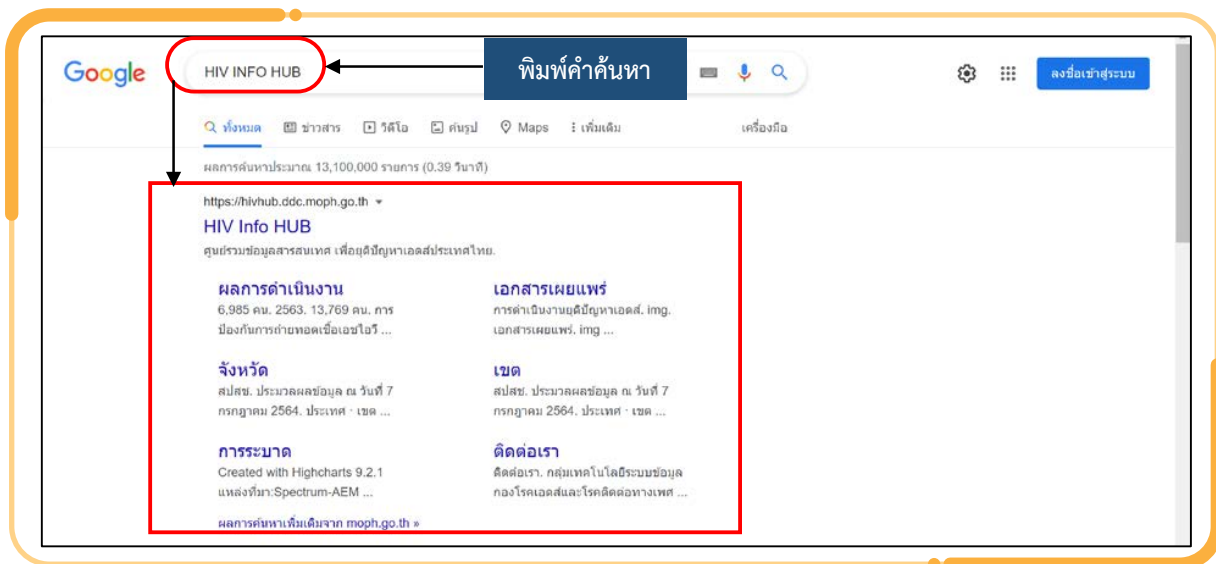 Google
HIV INFO HUB
พิมพ์คำค้นหา
ลงชื่อเข้าสู่ระบบ
ทั้งหมด ข่าวสาร วิดีโอ ค้นรูป Maps เพิ่มเติม เครื่องมือ
ผลการค้นหาประมาณ 13,100,000 รายการ (0.39 วินาที)
https://hivhub.ddc.moph.go.th
HIV Info HUB
ศูนย์รวมข้อมูลสารสนเทศ เพื่อยุติปัญหาเอดส์ประเทศไทย.
ผลการดำเนินงาน
6,985 คน. 2563. 13,769 คน. การ
ป้องกันการถ่ายทอดเชื้อเอชไอวี ...
เอกสารเผยแพร่
การดำเนินงานยุติปัญหาเอดส์. img.
เอกสารเผยแพร่. img ...
จังหวัด
สปสช. ประมวลผลข้อมูล ณ วันที่ 7
กรกฎาคม 2564. ประเทศ · เขต ...
เขต
สปสช. ประมวลผลข้อมูล ณ วันที่ 7
กรกฎาคม 2564. ประเทศ · เขต ...
การระบาด
Created with Highcharts 9.2.1
แหล่งที่มา:Spectrum-AEM ...
ติดต่อเรา
ติดต่อเรา. กลุ่มเทคโนโลยีระบบข้อมูล
กองโรคเอดส์และโรคติดต่อทางเพศ ...
ผลการค้นหาเพิ่มเติมจาก moph.go.th »